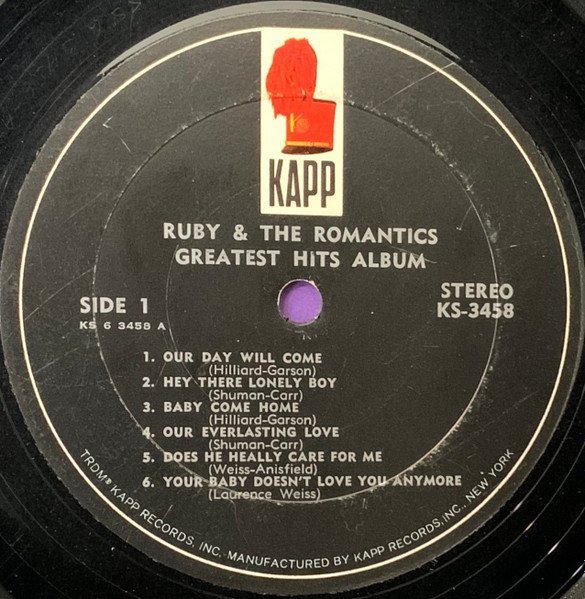 K
KAPP
RUBY & THE ROMANTICS
GREATEST HITS ALBUM
SIDE 1
KS 6 3458 A
STEREO
KS-3458
1. OUR DAY WILL COME
(Hilliard-Garson)
2. HEY THERE LONELY BOY
(Shuman-Carr)
3. BABY COME HOME
(Hilliard-Garson)
4. OUR EVERLASTING LOVE
(Shuman-Carr)
5. DOES HE HEALLY CARE FOR ME
(Weiss-Anisfield)
6. YOUR BABY DOESN'T LOVE YOU ANYMORE
(Laurence Weiss)
TRDM® KAPP RECORDS, INC. MANUFACTURED BY KAPP RECORDS, INC., NEW YORK